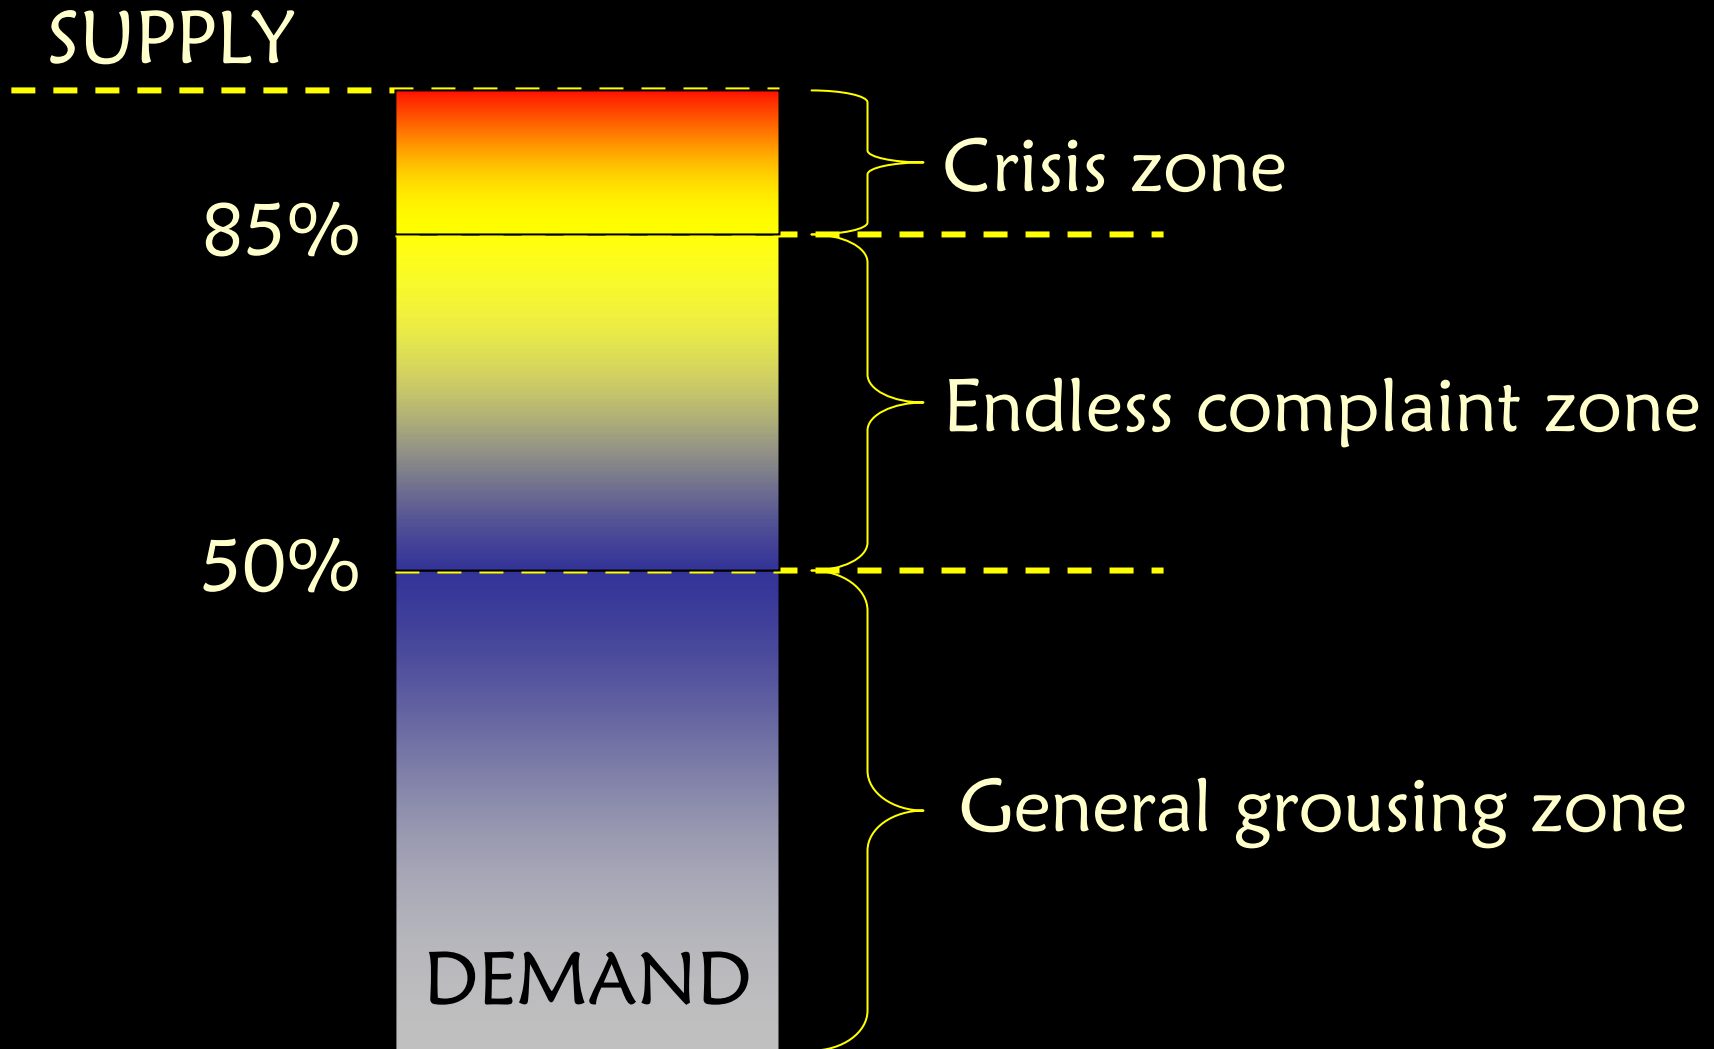 SUPPLY
Crisis zone
85%
Endless complaint zone
50%
General grousing zone
DEMAND